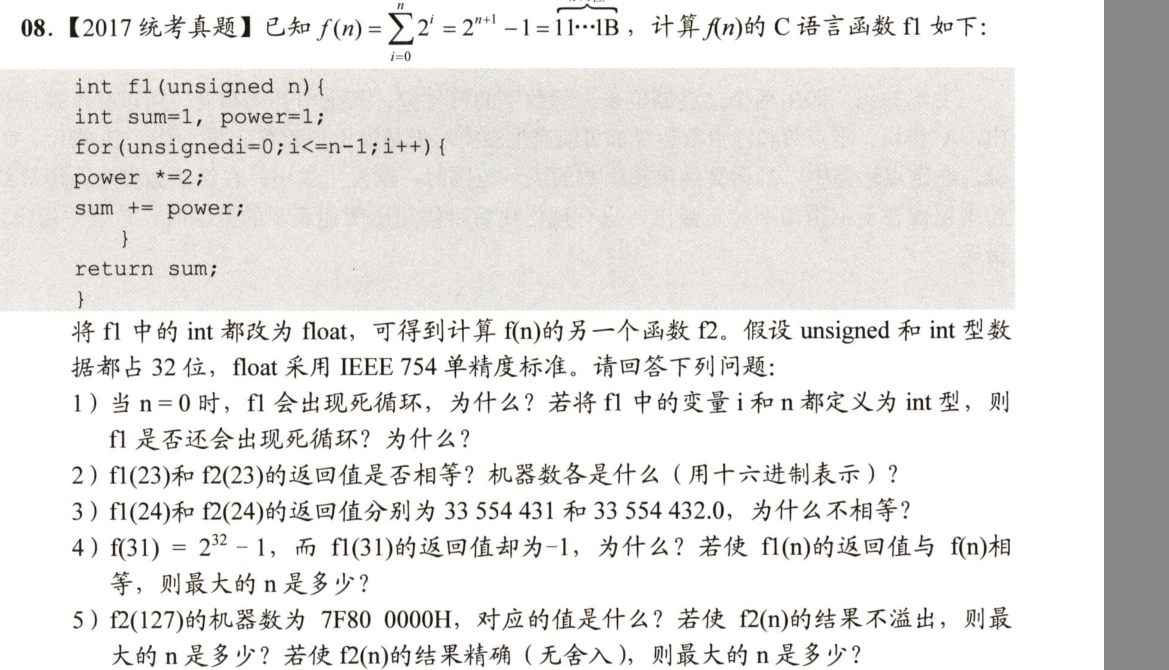 08.【2017 统考真题】已知 f(n) = ∑_{i=0}^{n} 2^i = 2^{n+1} − 1 = 11⋯1B，计算 f(n)的 C 语言函数 f1 如下：
int f1(unsigned n){
int sum=1, power=1;
for(unsignedi=0;i<=n-1;i++){
power *=2;
sum += power;
}
return sum;
}
将 f1 中的 int 都改为 float，可得到计算 f(n)的另一个函数 f2。假设 unsigned 和 int 型数
据都占 32 位，float 采用 IEEE 754 单精度标准。请回答下列问题：
1）当 n = 0 时，f1 会出现死循环，为什么？若将 f1 中的变量 i 和 n 都定义为 int 型，则
f1 是否还会出现死循环？为什么？
2）f1(23)和 f2(23)的返回值是否相等？机器数各是什么（用十六进制表示）？
3）f1(24)和 f2(24)的返回值分别为 33 554 431 和 33 554 432.0，为什么不相等？
4）f(31) = 2^{32} − 1，而 f1(31)的返回值却为−1，为什么？若使 f1(n)的返回值与 f(n)相
等，则最大的 n 是多少？
5）f2(127)的机器数为 7F80 0000H，对应的值是什么？若使 f2(n)的结果不溢出，则最
大的 n 是多少？若使 f2(n)的结果精确（无舍入），则最大的 n 是多少？